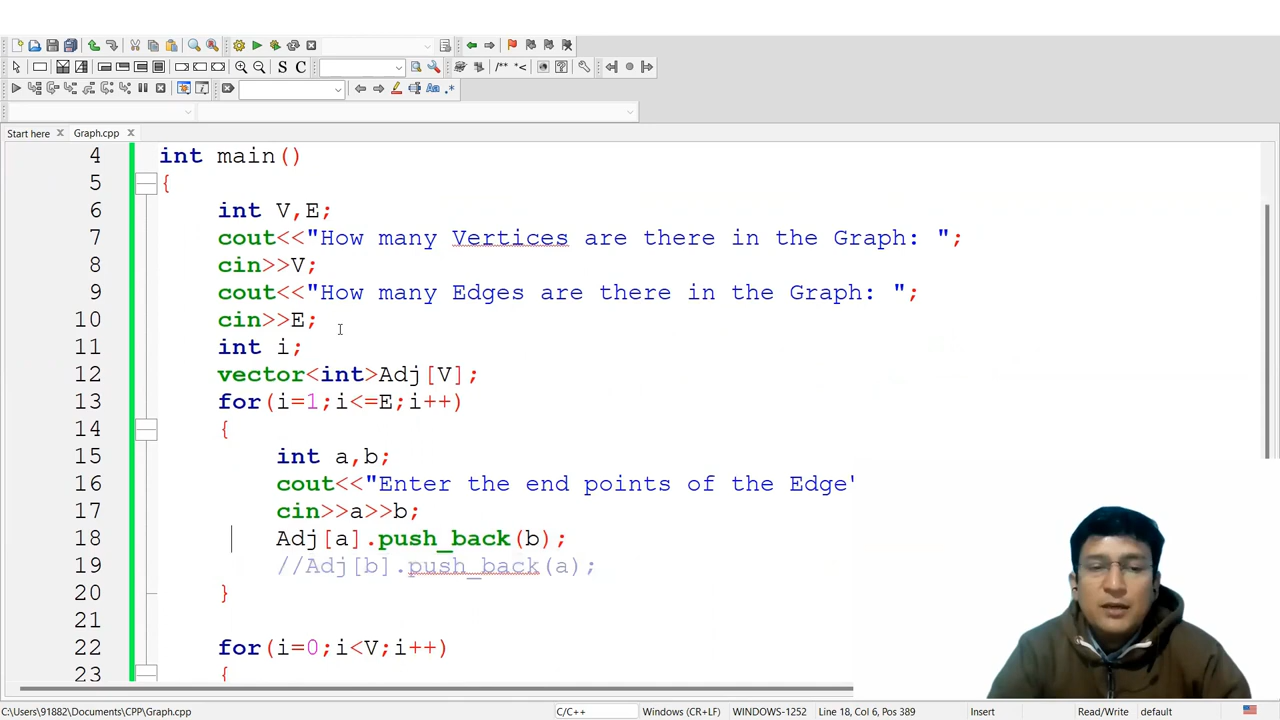 S C
/** *<
Aa .*
Start here
Graph.cpp
4 int main()
5 {
6 int V,E;
7 cout<<"How many Vertices are there in the Graph: ";
8 cin>>V;
9 cout<<"How many Edges are there in the Graph: ";
10 cin>>E;
11 int i;
12 vector<int>Adj[V];
13 for(i=1;i<=E;i++)
14 {
15 int a,b;
16 cout<<"Enter the end points of the Edge"
17 cin>>a>>b;
18 Adj[a].push_back(b);
19 //Adj[b].push_back(a);
20 }
21
22 for(i=0;i<V;i++)
23 {
C:\Users\91882\Documents\CPP\Graph.cpp C/C++ Windows (CR+LF) WINDOWS-1252 Line 18, Col 6, Pos 389 Insert Read/Write default